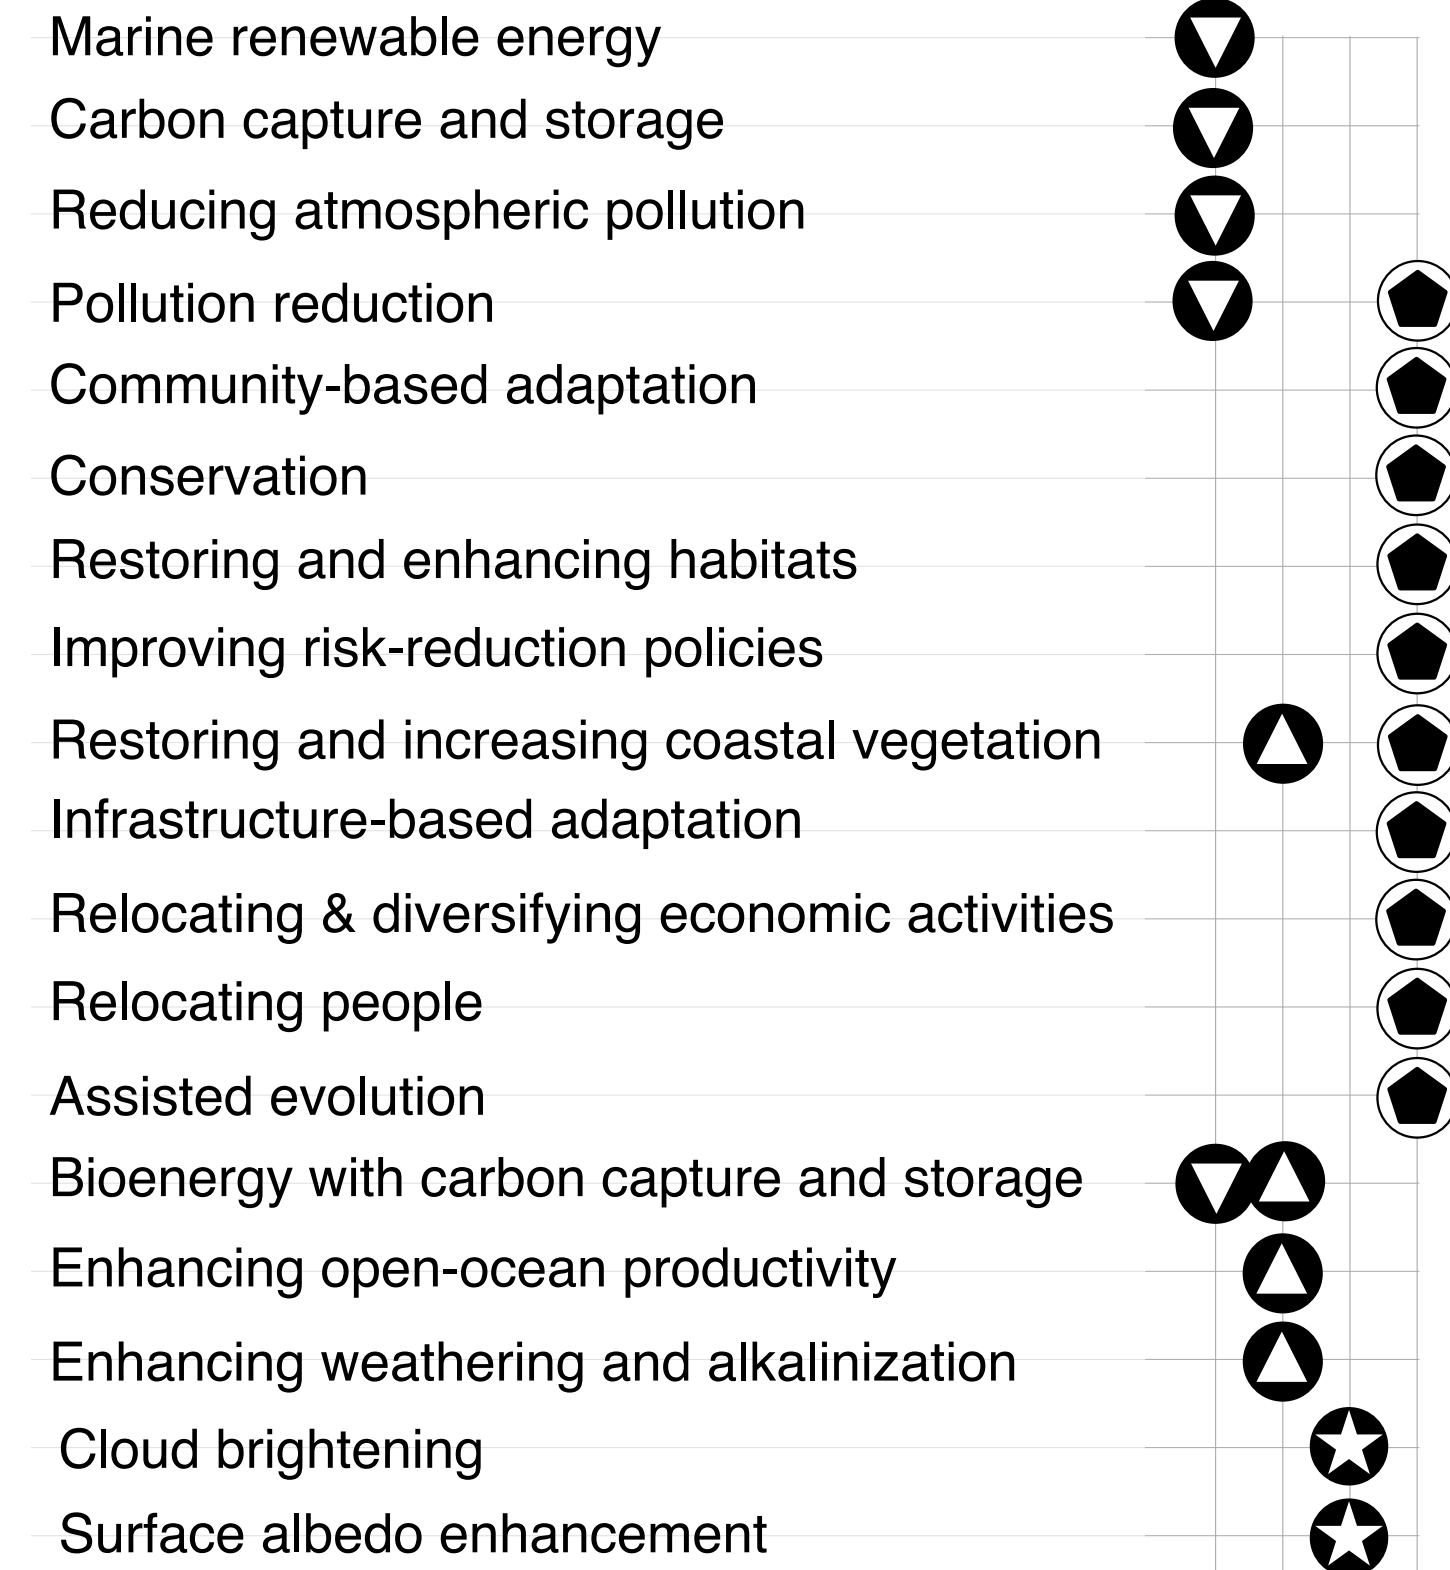 Marine renewable energy
Carbon capture and storage
Reducing atmospheric pollution
Pollution reduction
Community-based adaptation
Conservation
Restoring and enhancing habitats
Improving risk-reduction policies
Restoring and increasing coastal vegetation
Infrastructure-based adaptation
Relocating & diversifying economic activities
Relocating people
Assisted evolution
Bioenergy with carbon capture and storage
Enhancing open-ocean productivity
Enhancing weathering and alkalinization
Cloud brightening
Surface albedo enhancement